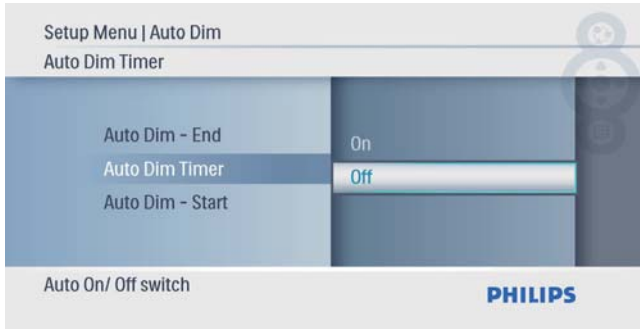 Setup Menu | Auto Dim
Auto Dim Timer
Auto Dim - End
Auto Dim Timer
Auto Dim - Start
On
Off
Auto On/ Off switch
PHILIPS